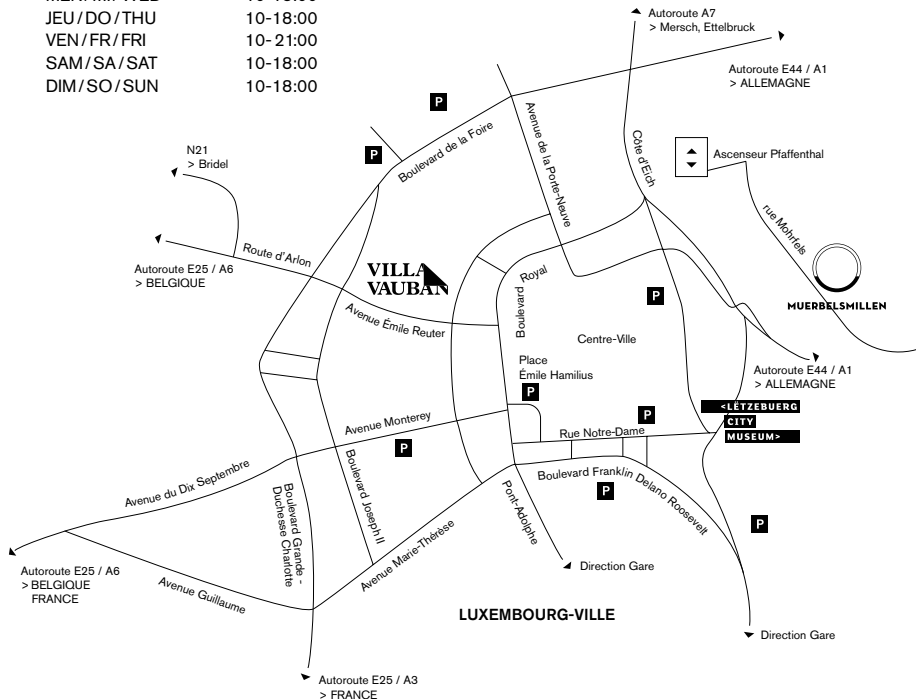 JEU / DO / THU 10-18:00
VEN / FR / FRI 10-21:00
SAM / SA / SAT 10-18:00
DIM / SO / SUN 10-18:00
Autoroute A7
> Mersch, Ettelbruck
Autoroute E44 / A1
> ALLEMAGNE
P
P
N21
> Bridel
Boulevard de la Foire
Avenue de la Porte-Neuve
Côte d'Eich
Ascenseur Pfaffenthal
rue Mohrfels
Route d'Arlon
Autoroute E25 / A6
> BELGIQUE
VILLA
VAUBAN
Boulevard Royal
P
MUERBELSMILLEN
Avenue Émile Reuter
Centre-Ville
Place
Émile Hamilius
P
Autoroute E44 / A1
> ALLEMAGNE
<LËTZEBUERG
CITY
MUSEUM>
P
Avenue Monterey
P
Rue Notre-Dame
Boulevard Franklin Delano Roosevelt
P
P
Avenue du Dix Septembre
Boulevard Grande -
Duchesse Charlotte
Boulevard Joseph II
Avenue Marie-Thérèse
Pont-Adolphe
Autoroute E25 / A6
> BELGIQUE
FRANCE
Avenue Guillaume
Direction Gare
LUXEMBOURG-VILLE
Direction Gare
Autoroute E25 / A3
> FRANCE